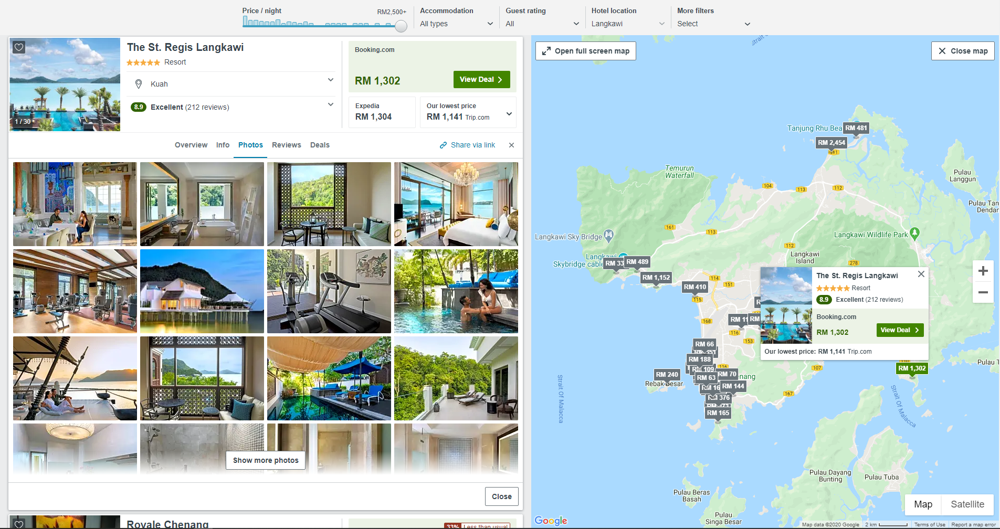 Price / night
RM2,500+
Accommodation
All types
Guest rating
All
Hotel location
Langkawi
More filters
Select
The St. Regis Langkawi
Resort
Kuah
8.9 Excellent (212 reviews)
1 / 30
Booking.com
RM 1,302
View Deal
Expedia
RM 1,304
Our lowest price
RM 1,141 Trip.com
Overview
Info
Photos
Reviews
Deals
Share via link
Show more photos
Close
Royale Chenang
33% Less than usual
Open full screen map
Close map
Tanjung Rhu Bea
RM 481
RM 2,454
111
Temurun
Waterfall
Pulau
Langgun
104
113
112
Pulau Tan
Dendan
161
113
Langkawi Sky Bridge
Langkawi Wildlife Park
112
Langkawi
Island
278
Langkawi
Skybridge cable
RM 33
RM 489
RM 1,152
114
151
RM 410
115
168
RM 11
RM
116
153
The St. Regis Langkawi
Resort
8.9 Excellent (212 reviews)
Booking.com
RM 1,302
View Deal
Our lowest price: RM 1,141 Trip.com
RM 66
RM 188
116
RM 109
RM 63
RM 70
enang
RM 240
Rebak Besar
RM 16
RM 144
RM 376
RM 165
107
167
RM 1,302
Pulau T
Strait Of Malacca
Strait Of Malacca
Pulau Dayang
Bunting
Pulau Tuba
Pulau Beras
Basah
Pulau
Singa Besar
Map
Satellite
Google
Map data ©2020 Google
2 km
Terms of Use
Report a map error